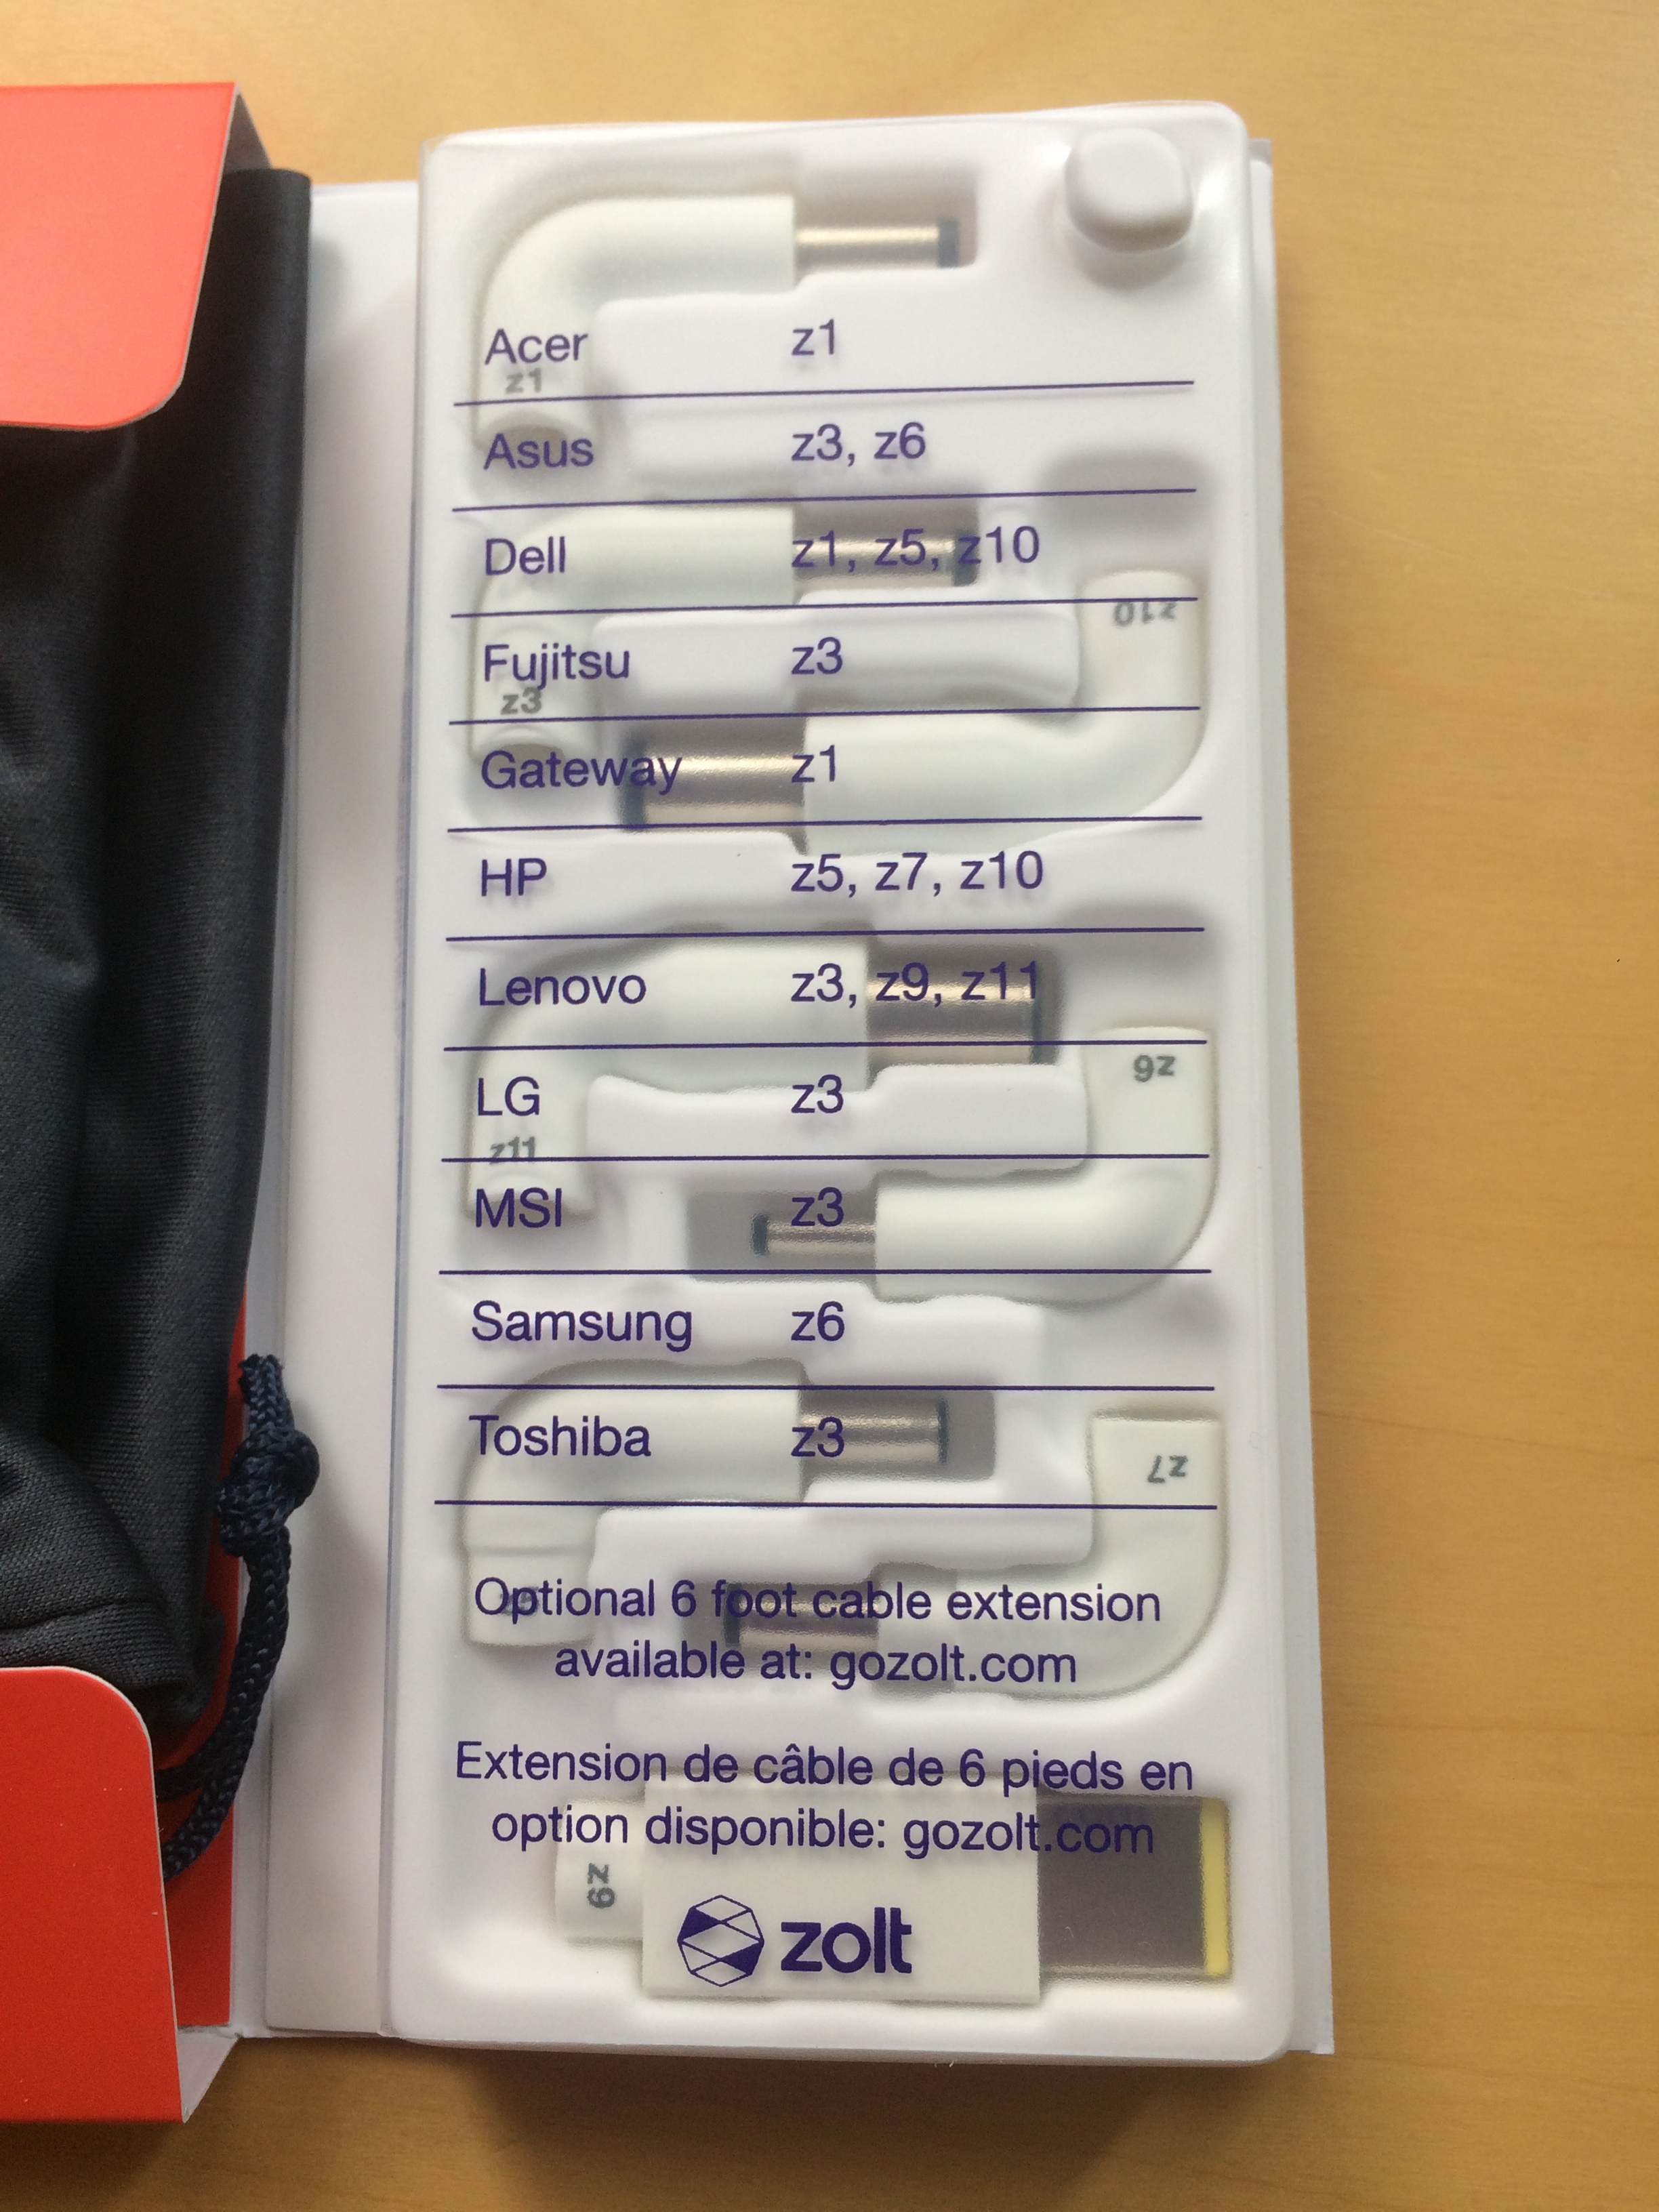 Acer z1
z1
Asus z3, z6
Dell z1, z5, z10
z10
Fujitsu z3
z3
Gateway z1
HP z5, z7, z10
Lenovo z3, z9, z11
z6
LG z3
z11
MSI z3
Samsung z6
Toshiba z3
z7
Optional 6 foot cable extension
available at: gozolt.com
Extension de câble de 6 pieds en
option disponible: gozolt.com
z9
zolt